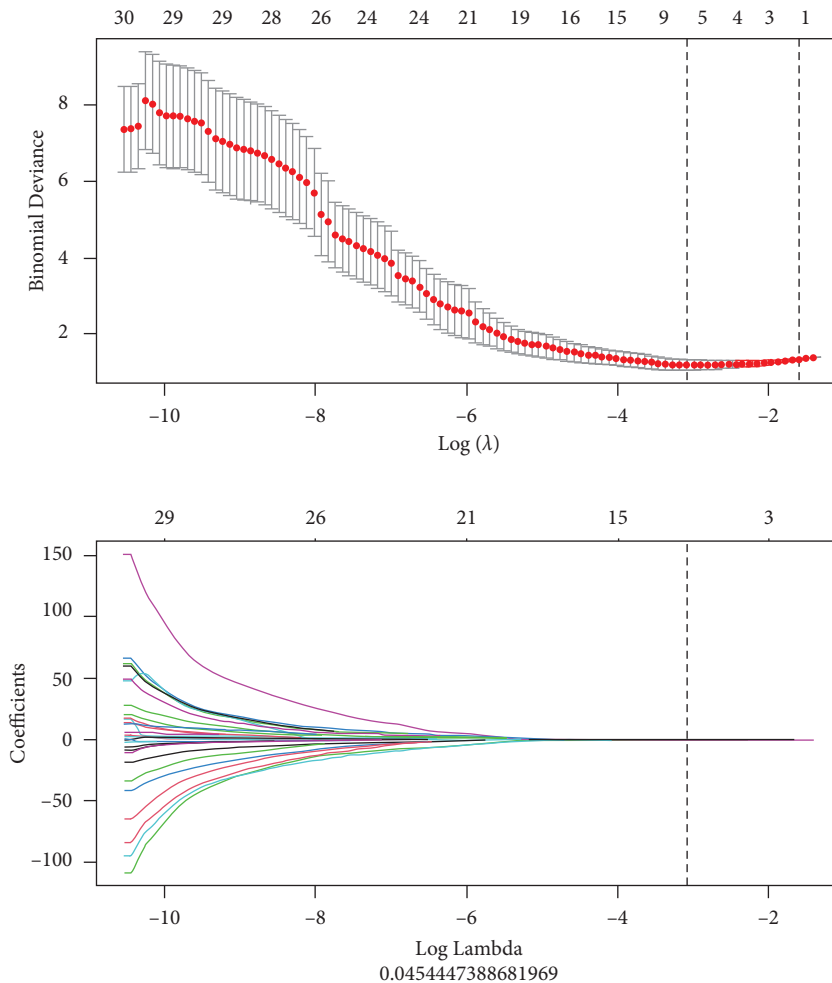 30 29 29 28 26 24 24 21 19 16 15 9 5 4 3 1
8
6
4
2
Binomial Deviance
–10 –8 –6 –4 –2
Log (λ)
29 26 21 15 3
150
100
50
0
–50
–100
Coefficients
–10 –8 –6 –4 –2
Log Lambda
0.0454447388681969